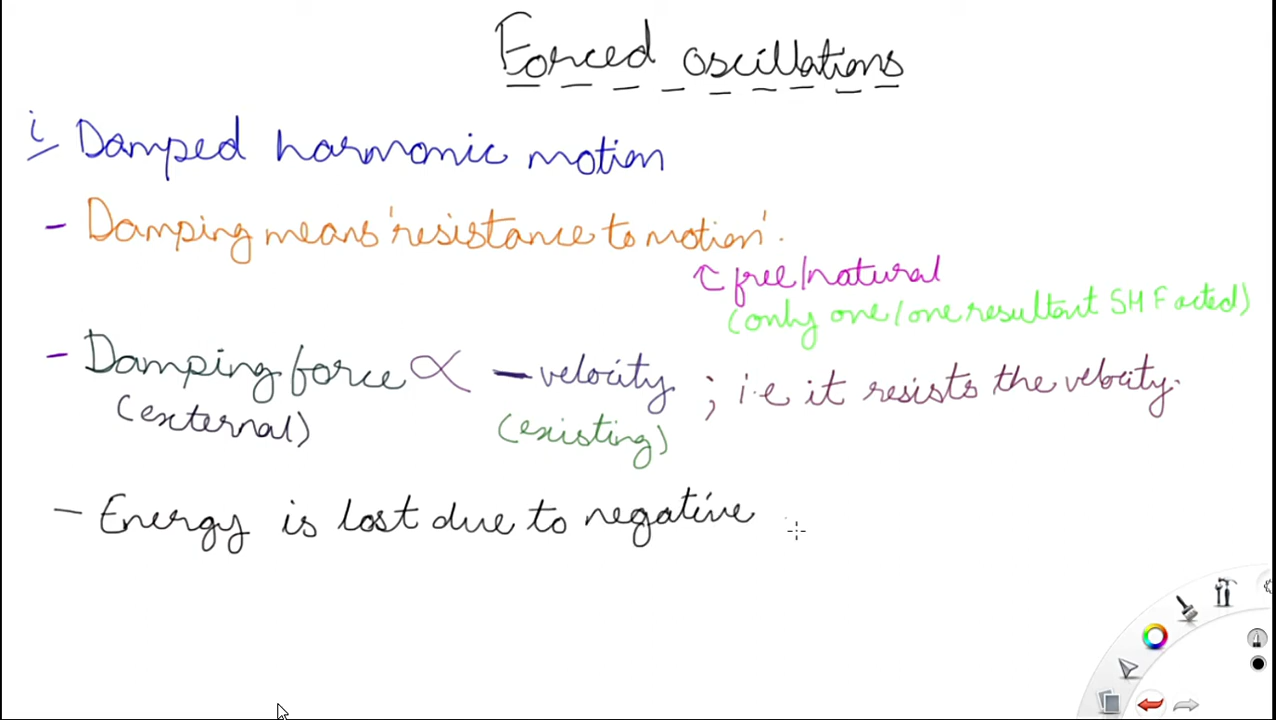 Forced oscillations
i Damped harmonic motion
- Damping means 'resistance to motion'.
↑ free/natural
(only one/one resultant SHF acted)
- Damping force ∝ -velocity ; i.e it resists the velocity.
(external) (existing)
- Energy is lost due to negative